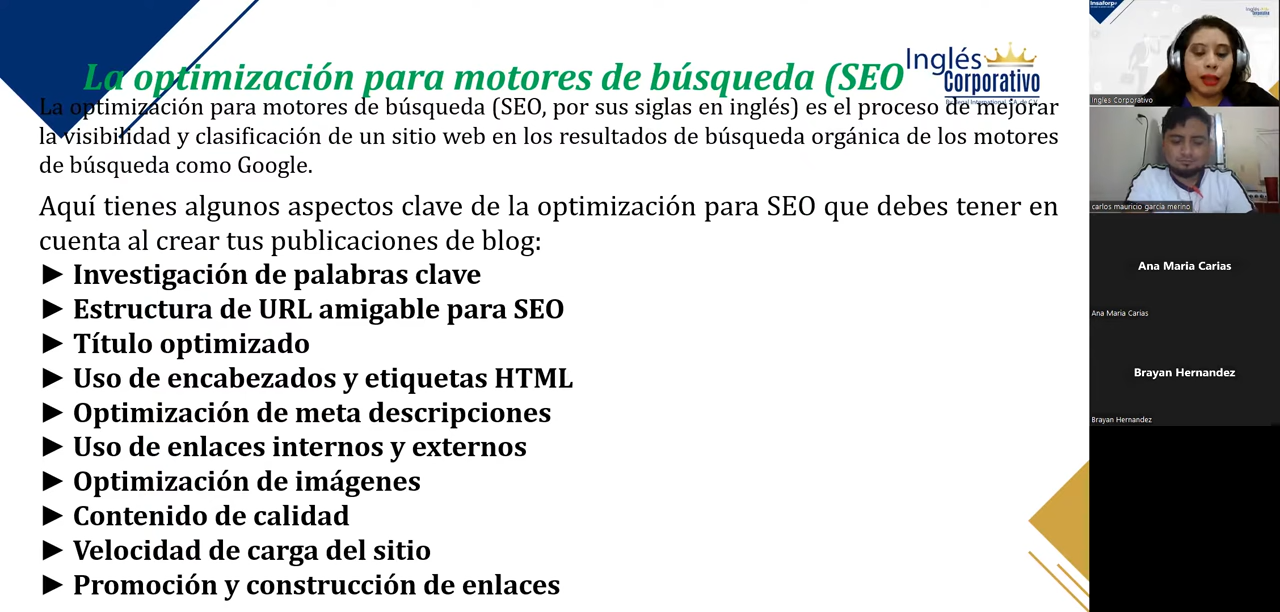 La optimización para motores de búsqueda (SEO
Inglés
Corporativo
La optimización para motores de búsqueda (SEO, por sus siglas en inglés) es el proceso de mejorar
la visibilidad y clasificación de un sitio web en los resultados de búsqueda orgánica de los motores
de búsqueda como Google.
Aquí tienes algunos aspectos clave de la optimización para SEO que debes tener en
cuenta al crear tus publicaciones de blog:
► Investigación de palabras clave
► Estructura de URL amigable para SEO
► Título optimizado
► Uso de encabezados y etiquetas HTML
► Optimización de meta descripciones
► Uso de enlaces internos y externos
► Optimización de imágenes
► Contenido de calidad
► Velocidad de carga del sitio
► Promoción y construcción de enlaces
Insaforp
Ingles Corporativo
carlos mauricio garcia merino
Ana Maria Carias
Ana Maria Carias
Brayan Hernandez
Brayan Hernandez